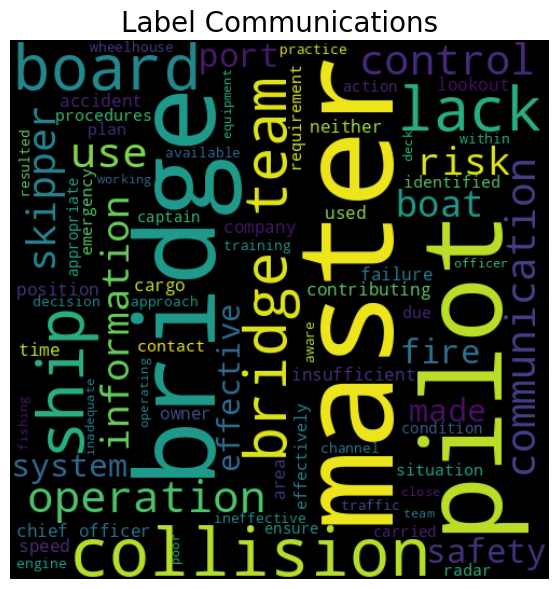 Label Communications
wheelhouse
practice
board
port
control
accident
equipment
action
lookout
procedures
bridge
team
requirement
master
lack
resulted
plan
use
neither
deck
within
skipper
available
risk
working
identified
appropriate
emergency
information
captain
used
boat
communication
company
training
pilot
officer
position
cargo
failure
decision
approach
contributing
ship
bridge team
due
time
contact
effective
aware
fire
insufficient
operating
fishing
inadequate
owner
made
condition
system
area
effectively
channel
situation
operation
close
traffic
team
chief officer
ineffective
ensure
carried
speed
collision
safety
engine
poor
radar